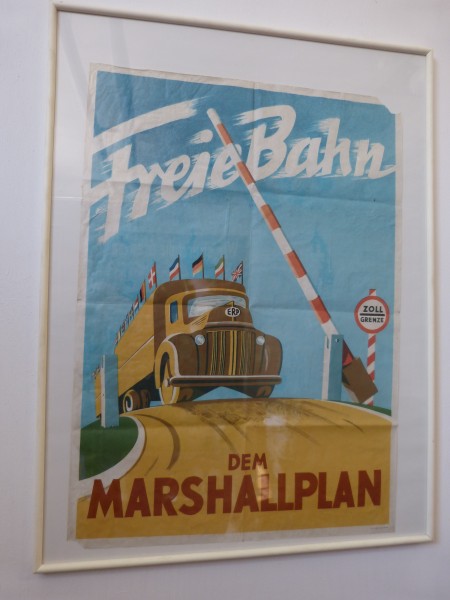 Freie Bahn
ERP
ZOLL
GRENZE
DEM
MARSHALLPLAN